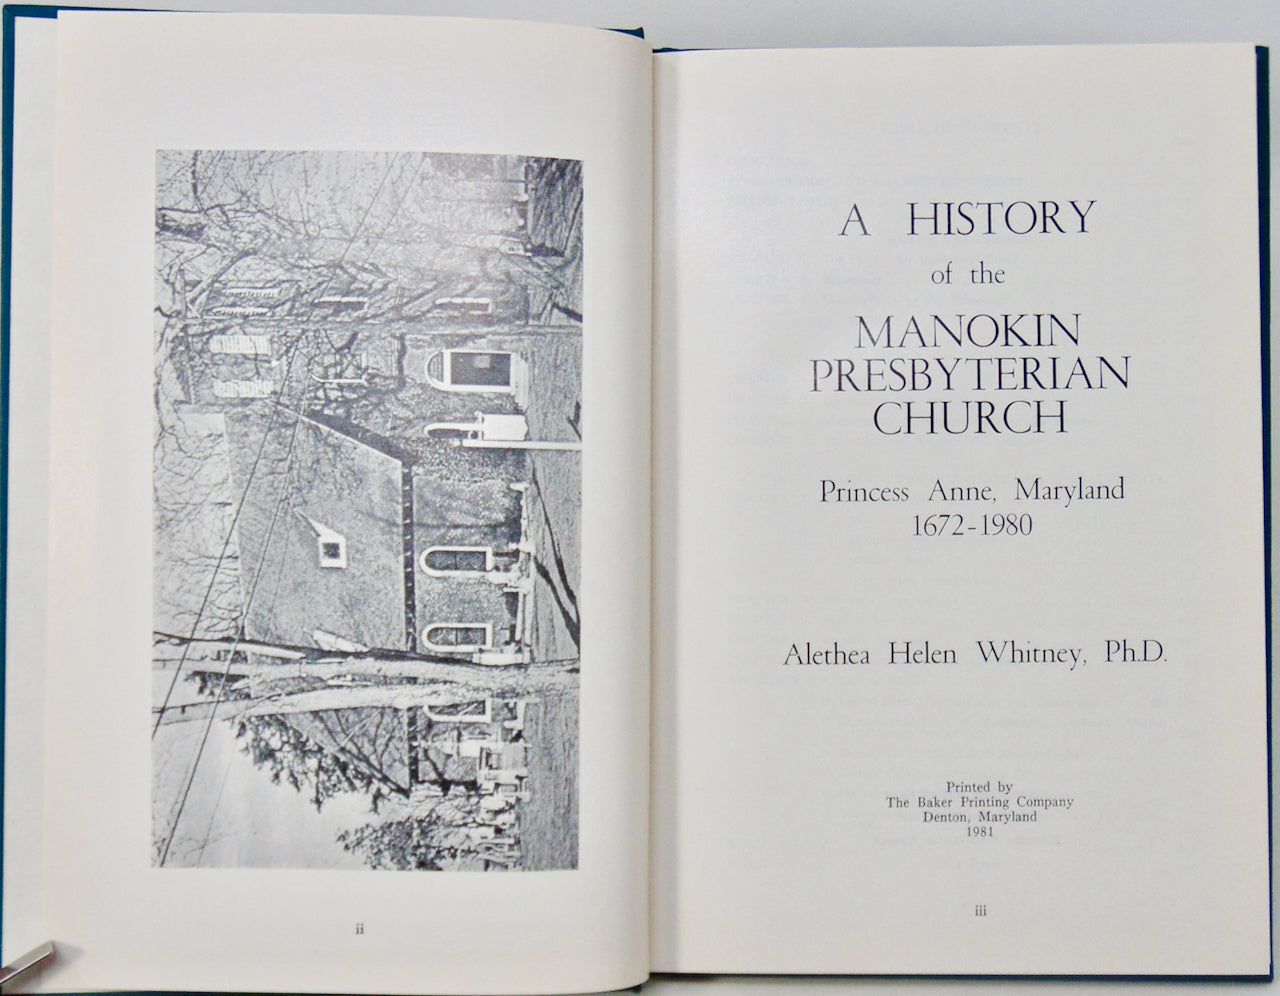 ii
A HISTORY
of the
MANOKIN
PRESBYTERIAN
CHURCH
Princess Anne, Maryland
1672-1980
Alethea Helen Whitney, Ph.D.
Printed by
The Baker Printing Company
Denton, Maryland
1981
iii